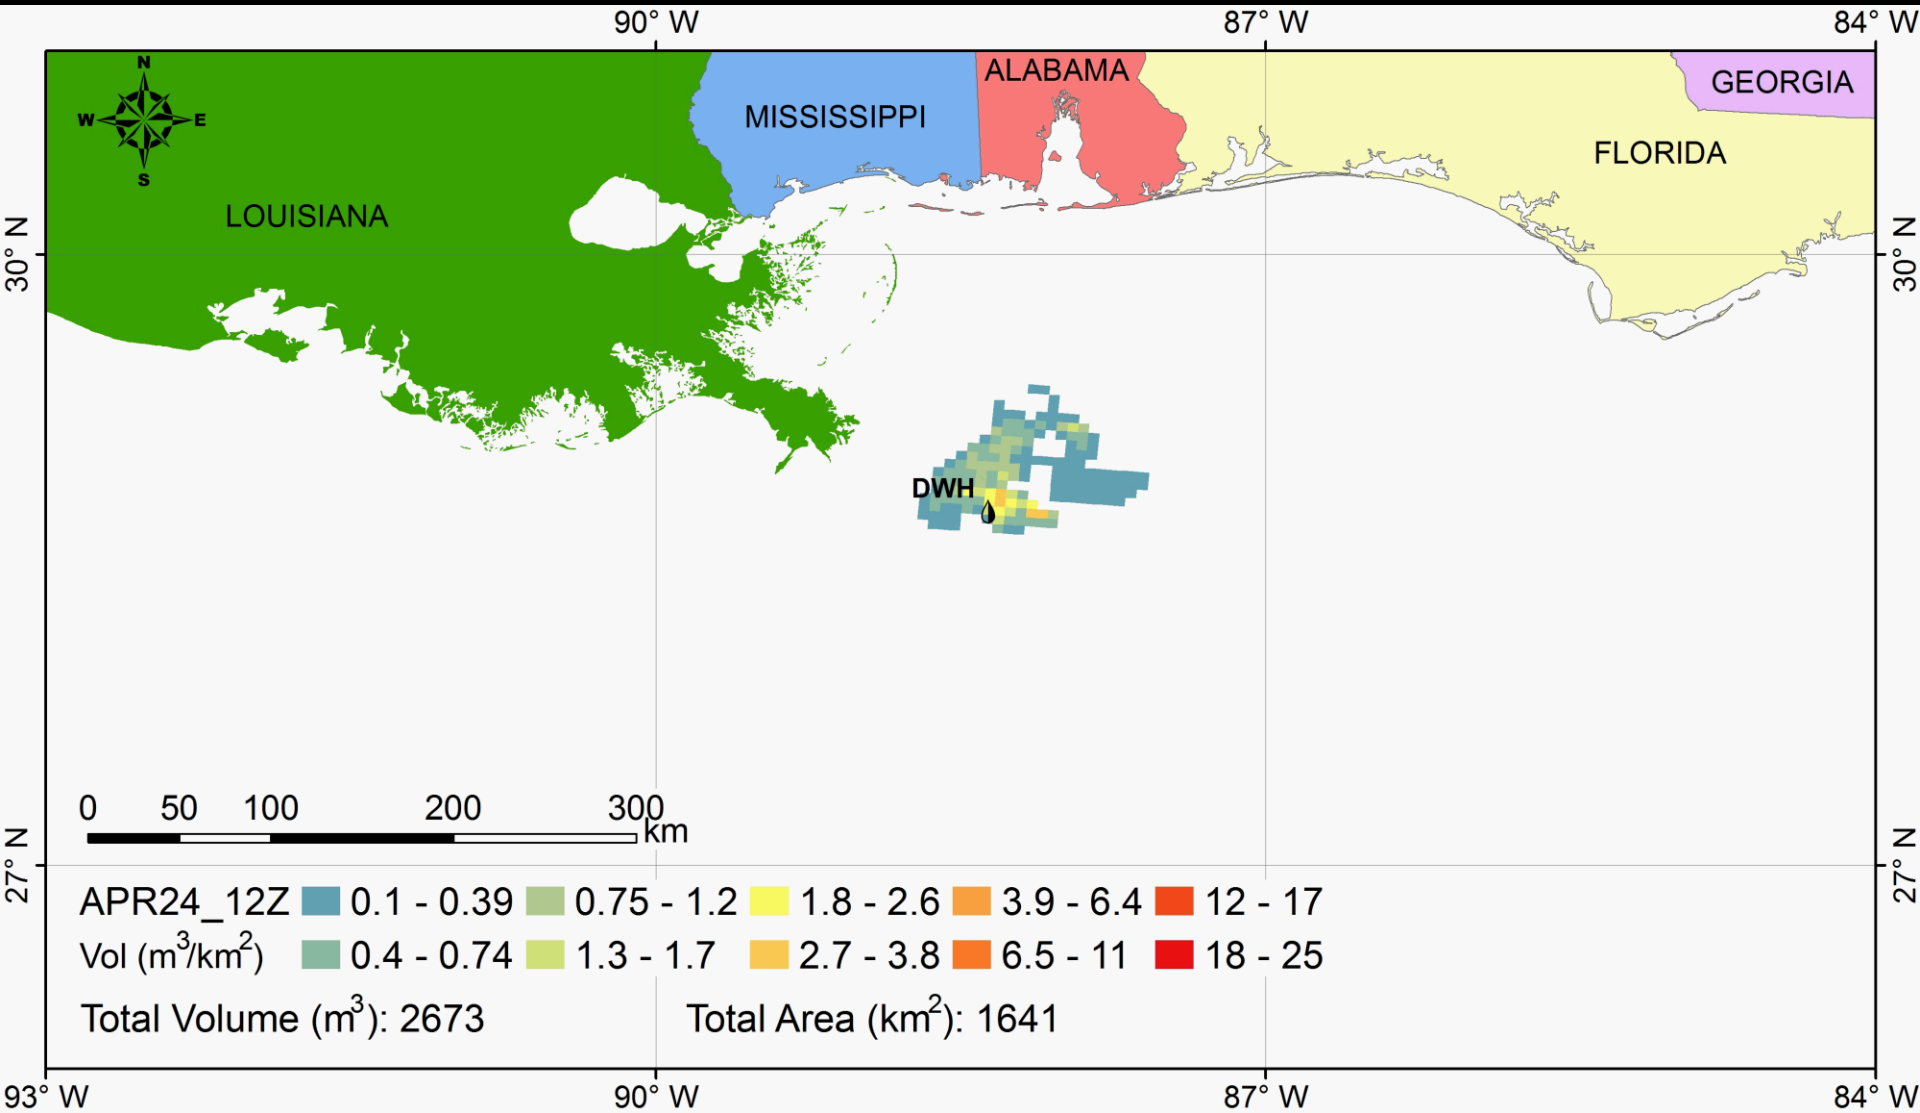 90° W 87° W 84° W
N
W E
S
LOUISIANA
MISSISSIPPI
ALABAMA
GEORGIA
FLORIDA
30° N 30° N
DWH
0 50 100 200 300
km
27° N 27° N
APR24_12Z 0.1 - 0.39 0.75 - 1.2 1.8 - 2.6 3.9 - 6.4 12 - 17
Vol (m³/km²) 0.4 - 0.74 1.3 - 1.7 2.7 - 3.8 6.5 - 11 18 - 25
Total Volume (m³): 2673 Total Area (km²): 1641
93° W 90° W 87° W 84° W